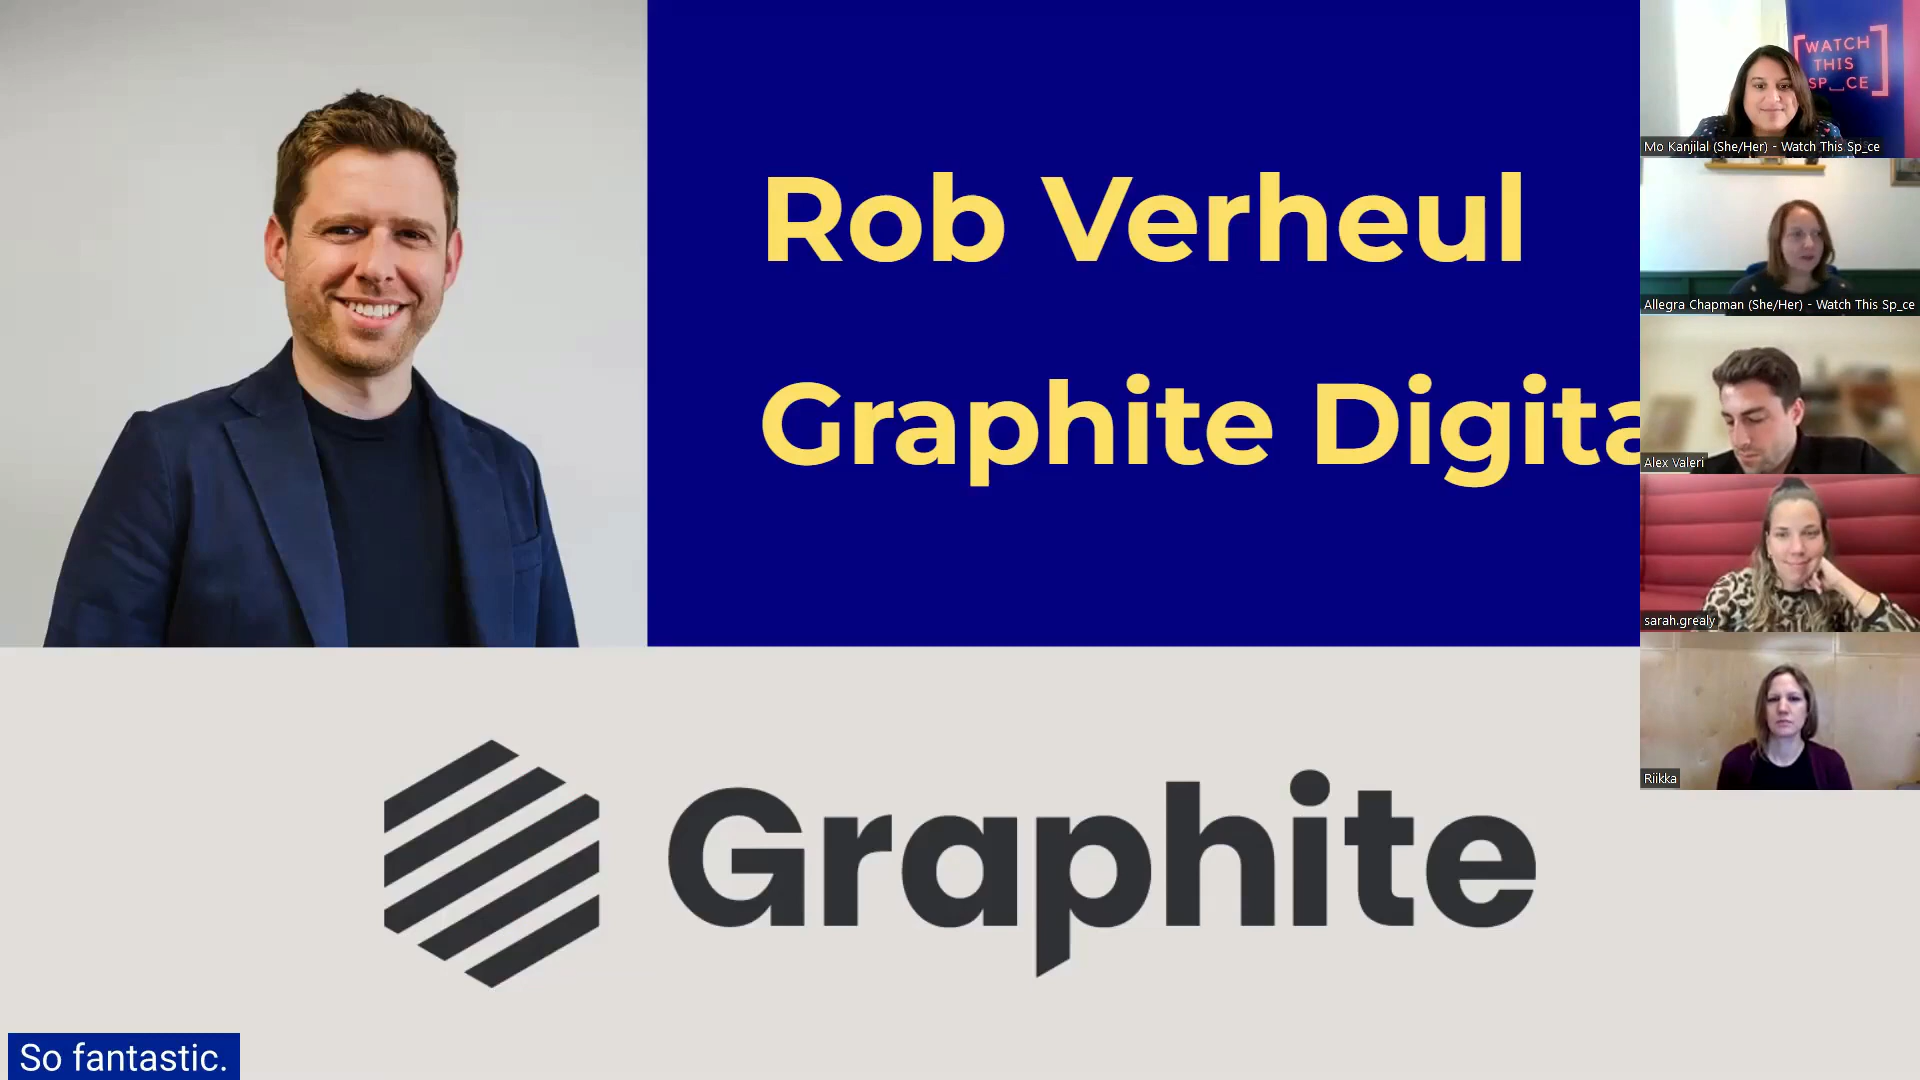 Rob Verheul
Graphite Digita
Graphite
So fantastic.
[WATCH
THIS
SP_CE]
Mo Kanjilal (She/Her) - Watch This Sp_ce
Allegra Chapman (She/Her) - Watch This Sp_ce
Alex Valeri
sarah.grealy
Riikka